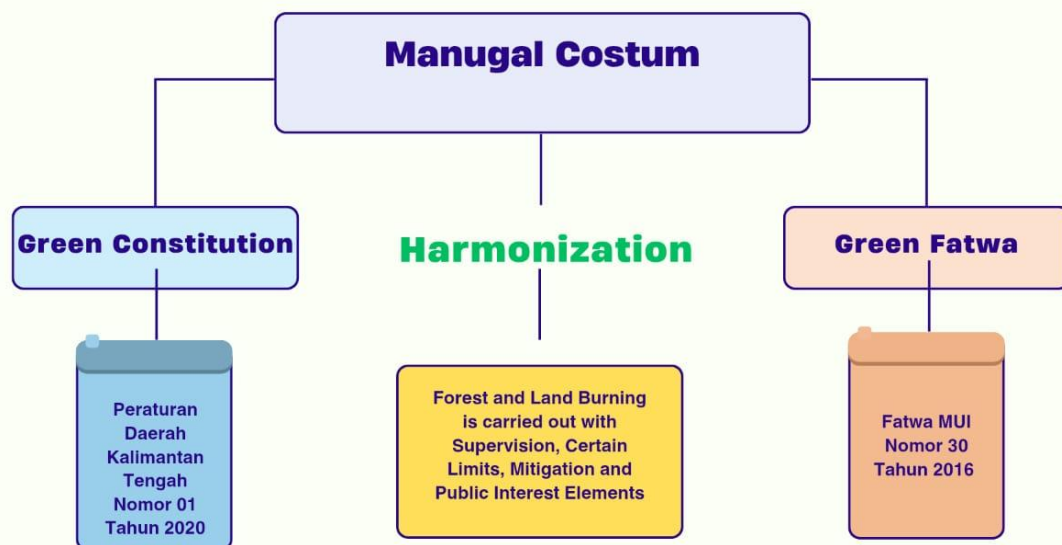 Manugal Costum
Green Constitution
Harmonization
Green Fatwa
Peraturan
Daerah
Kalimantan
Tengah
Nomor 01
Tahun 2020
Forest and Land Burning
is carried out with
Supervision, Certain
Limits, Mitigation and
Public Interest Elements
Fatwa MUI
Nomor 30
Tahun 2016